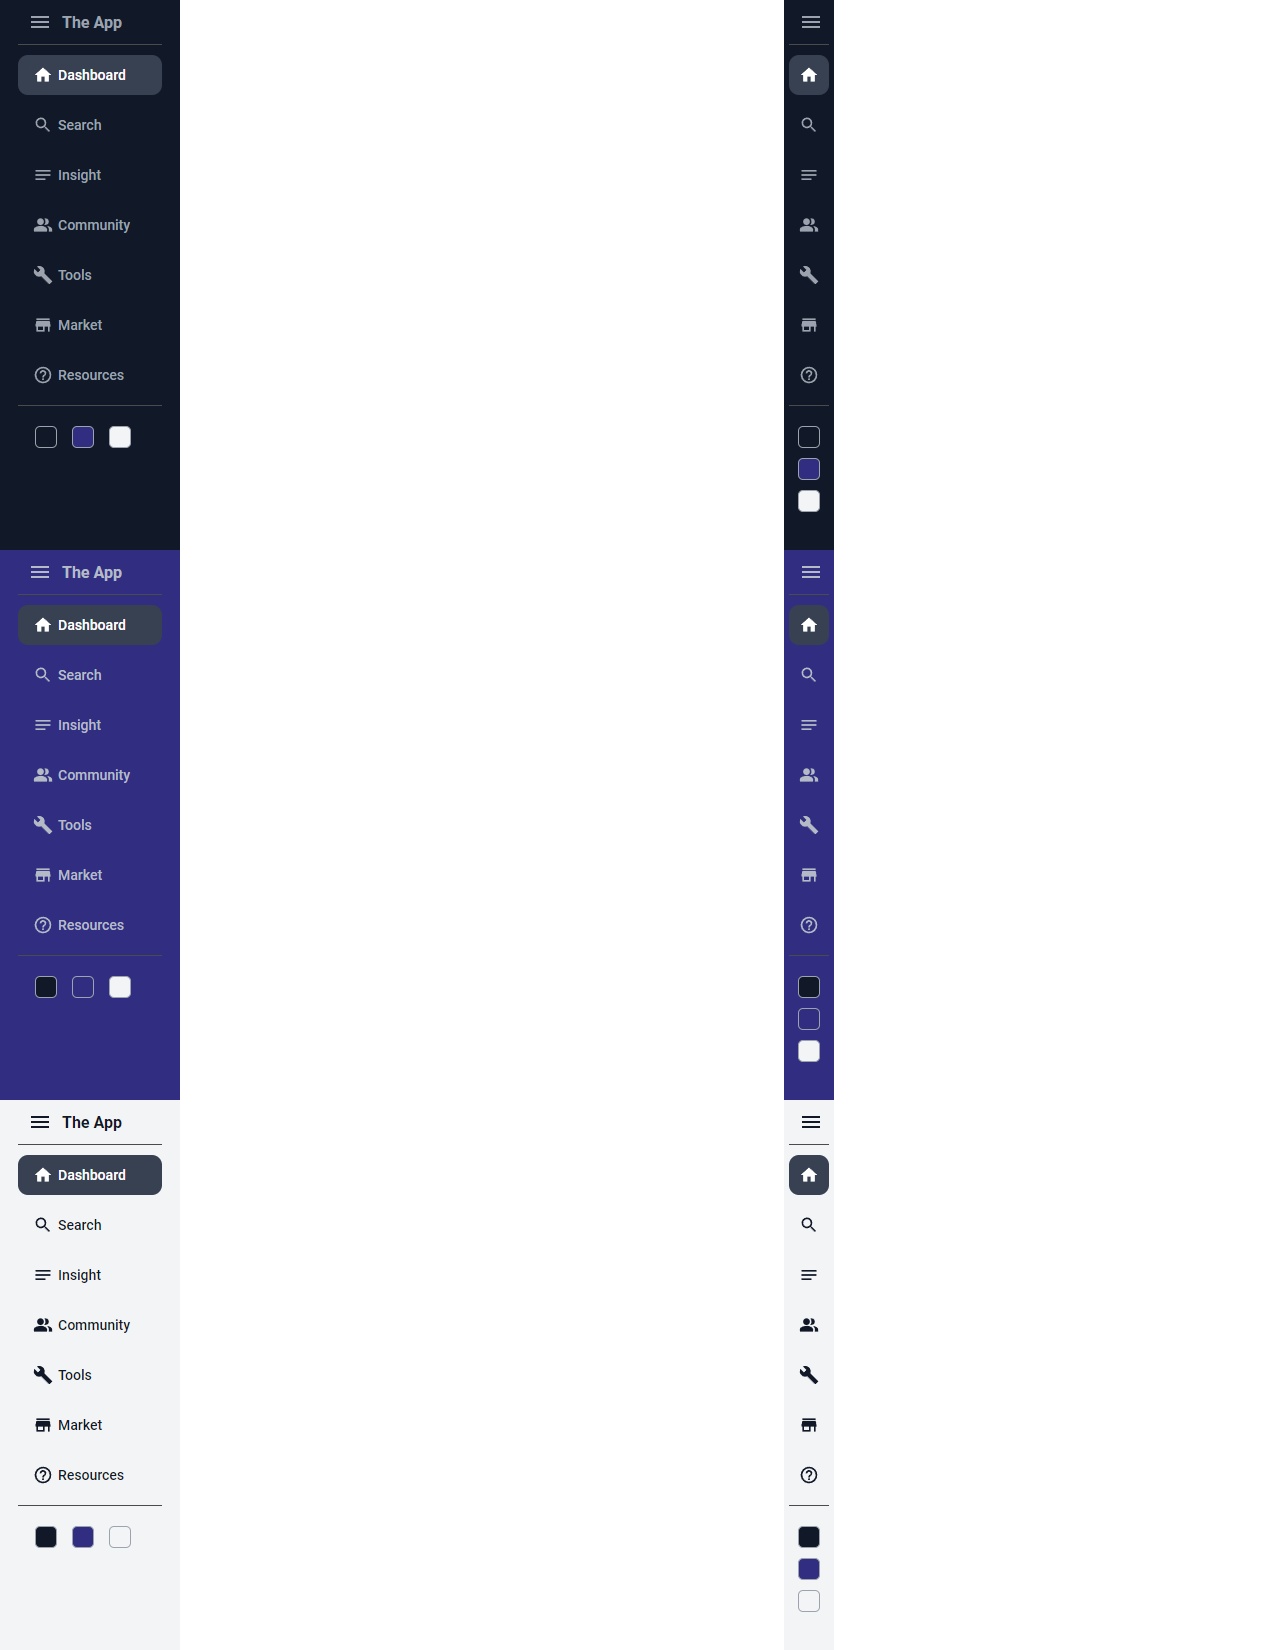 The App
Dashboard
Search
Insight
Community
Tools
Market
Resources
The App
Dashboard
Search
Insight
Community
Tools
Market
Resources
The App
Dashboard
Search
Insight
Community
Tools
Market
Resources